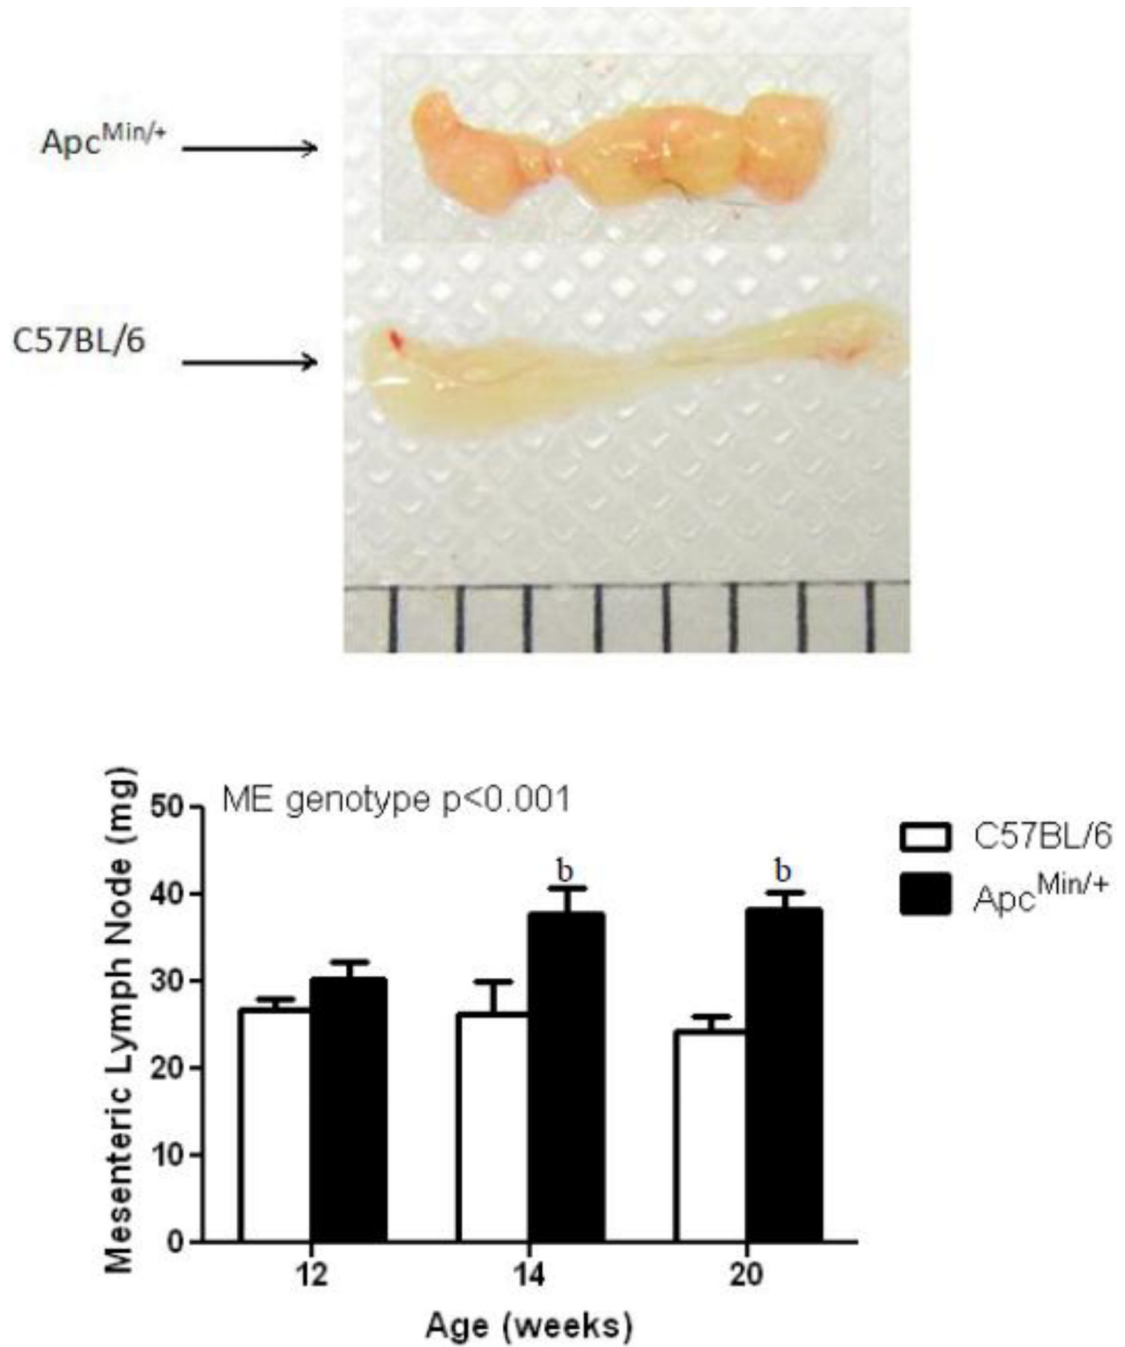 Apc^Min/+
C57BL/6
ME genotype p<0.001
Mesenteric Lymph Node (mg)
50
40
30
20
10
0
b
b
12
14
20
Age (weeks)
C57BL/6
Apc^Min/+